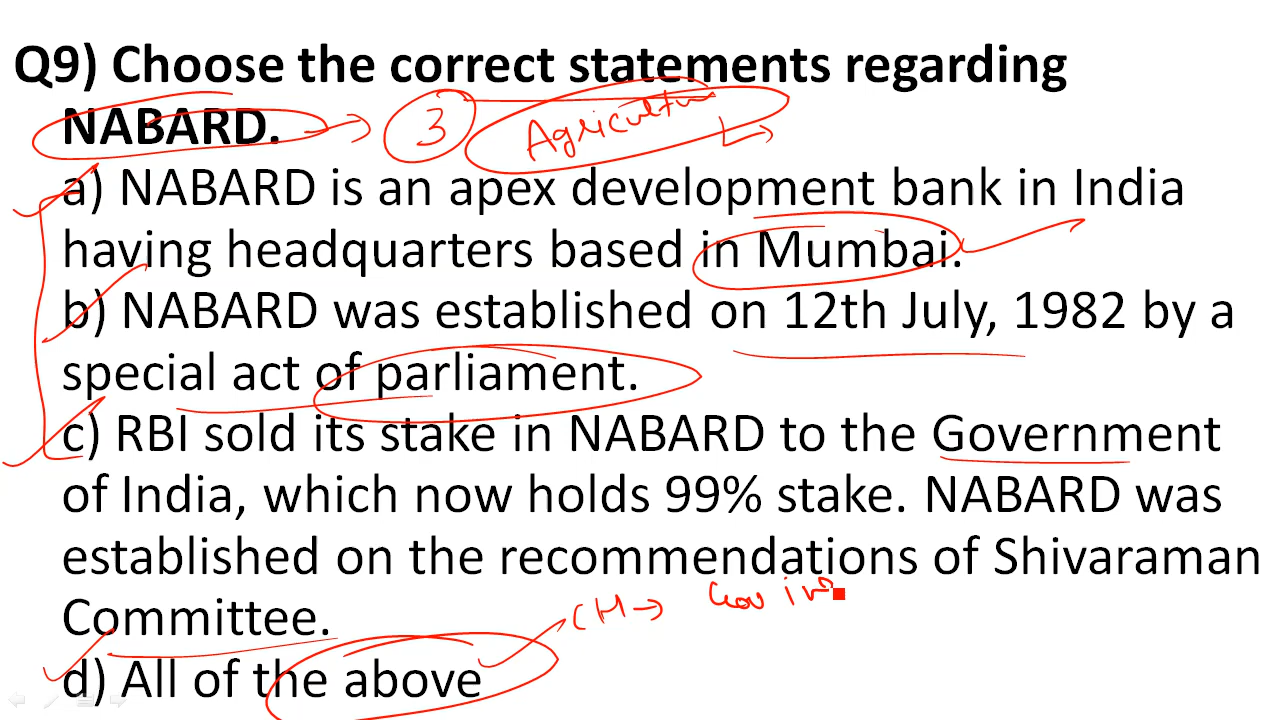 Q9) Choose the correct statements regarding
NABARD. 3 Agriculture
a) NABARD is an apex development bank in India
having headquarters based in Mumbai.
b) NABARD was established on 12th July, 1982 by a
special act of parliament.
c) RBI sold its stake in NABARD to the Government
of India, which now holds 99% stake. NABARD was
established on the recommendations of Shivaraman
Committee.
CH → Gov
d) All of the above